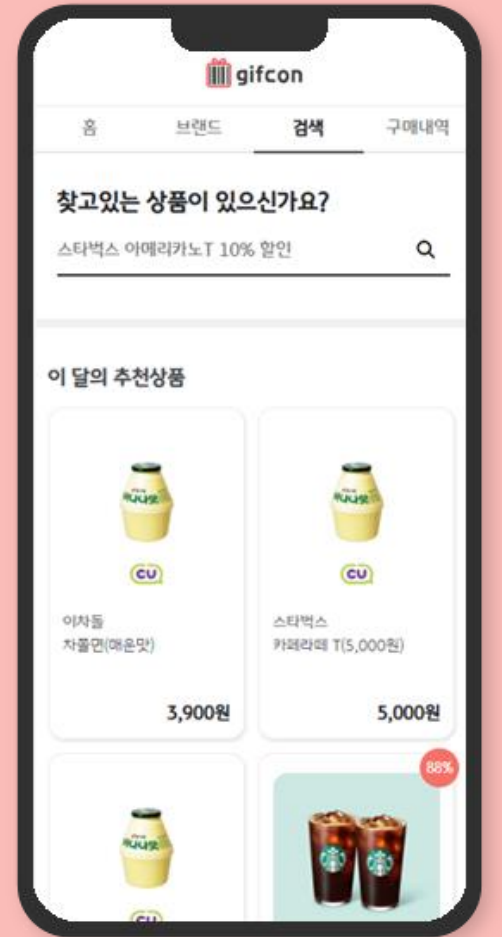 gifcon
홈 브랜드 검색 구매내역
찾고있는 상품이 있으신가요?
스타벅스 아메리카노T 10% 할인
이 달의 추천상품
CU CU
이차돌 스타벅스
차쫄면(매운맛) 카페라떼 T(5,000원)
3,900원 5,000원
88%
CU